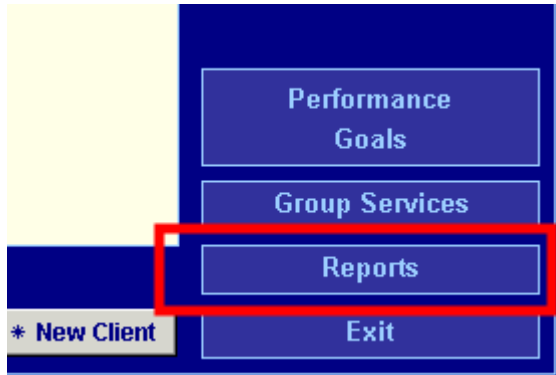 Performance
Goals
Group Services
Reports
* New Client
Exit